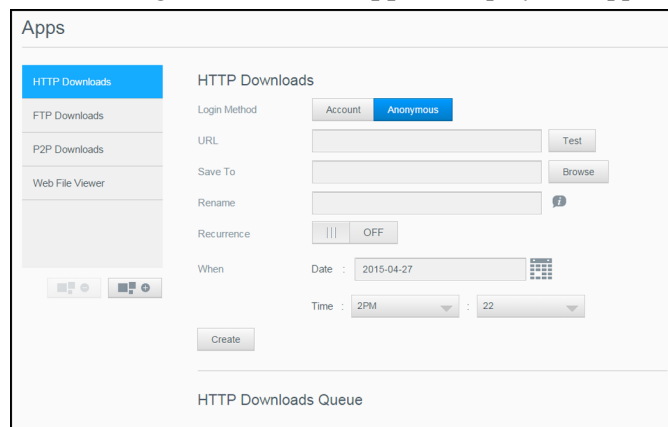 Apps
HTTP Downloads
FTP Downloads
P2P Downloads
Web File Viewer
HTTP Downloads
Login Method Account Anonymous
URL Test
Save To Browse
Rename
Recurrence OFF
When Date : 2015-04-27
Time : 2PM : 22
Create
HTTP Downloads Queue